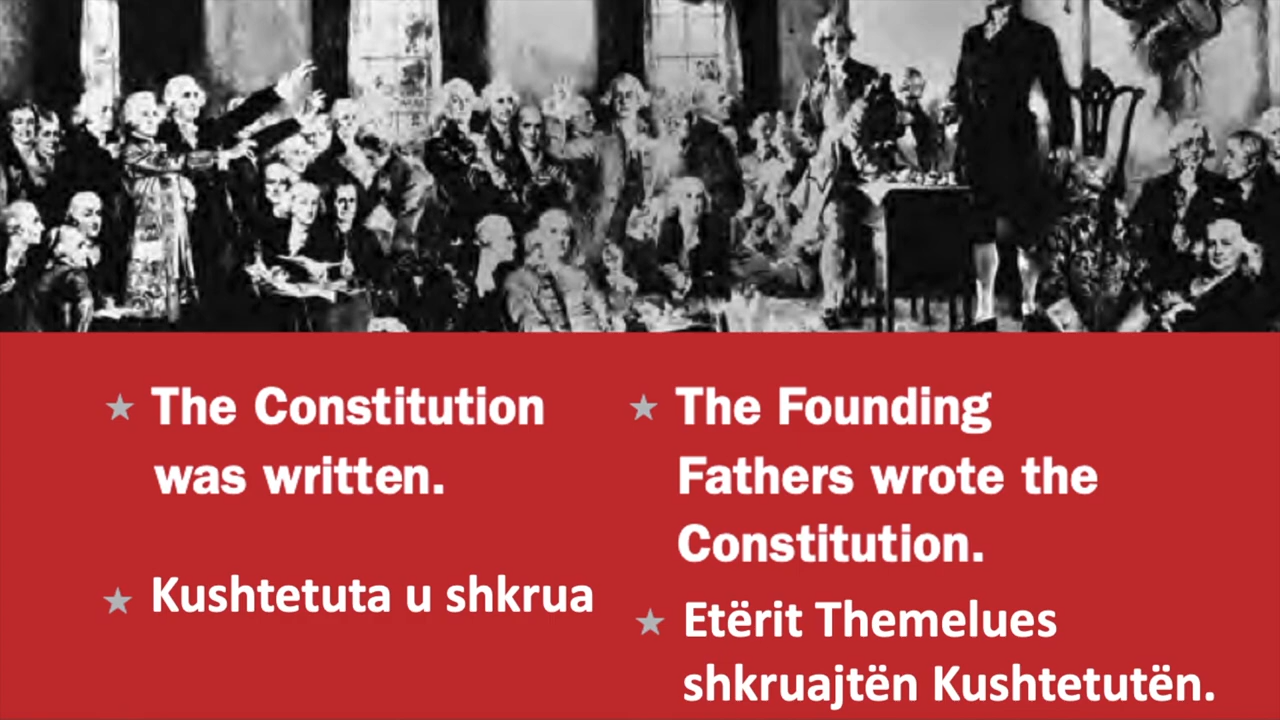 The Constitution
was written.
Kushtetuta u shkrua
The Founding
Fathers wrote the
Constitution.
Etërit Themelues
shkruajtën Kushtetutën.